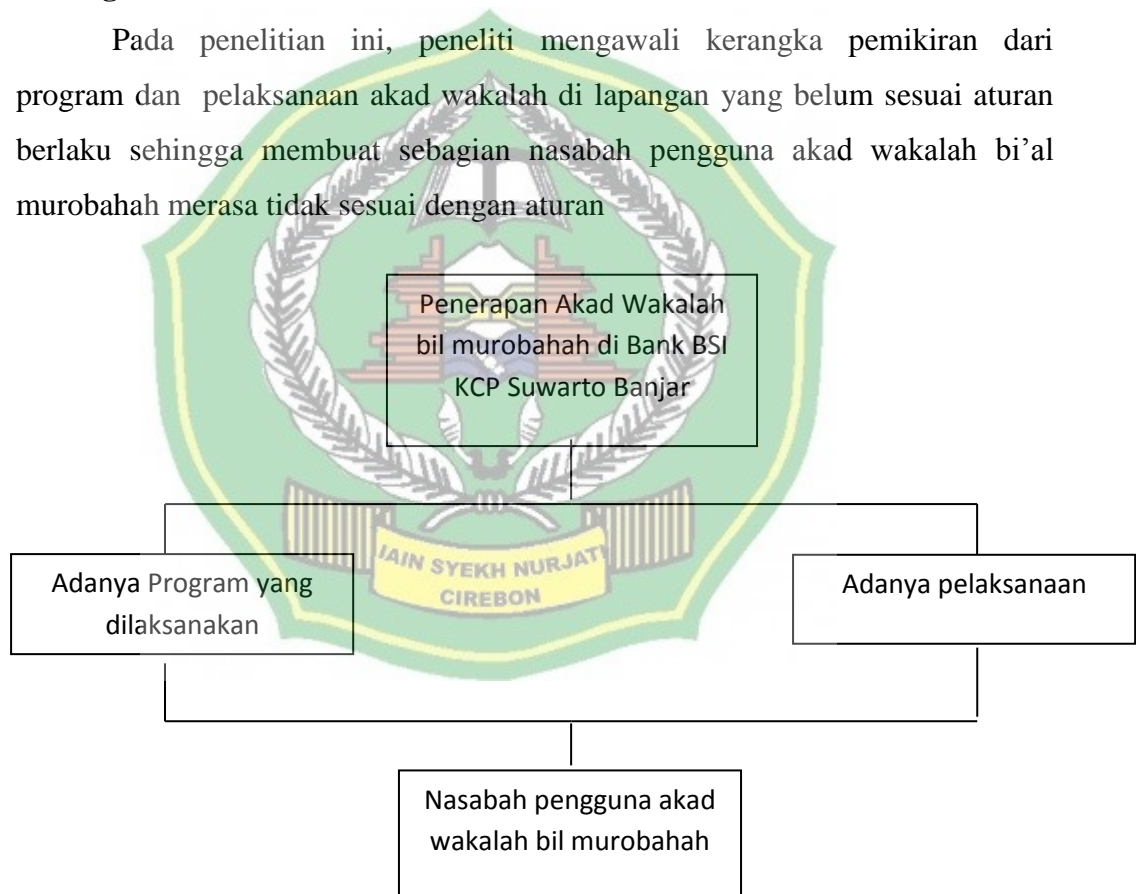 Pada penelitian ini, peneliti mengawali kerangka pemikiran dari
program dan pelaksanaan akad wakalah di lapangan yang belum sesuai aturan
berlaku sehingga membuat sebagian nasabah pengguna akad wakalah bi’al
murobahah merasa tidak sesuai dengan aturan
Penerapan Akad Wakalah
bil murobahah di Bank BSI
KCP Suwarto Banjar
IAIN SYEKH NURJATI
CIREBON
Adanya Program yang
dilaksanakan
Adanya pelaksanaan
Nasabah pengguna akad
wakalah bil murobahah